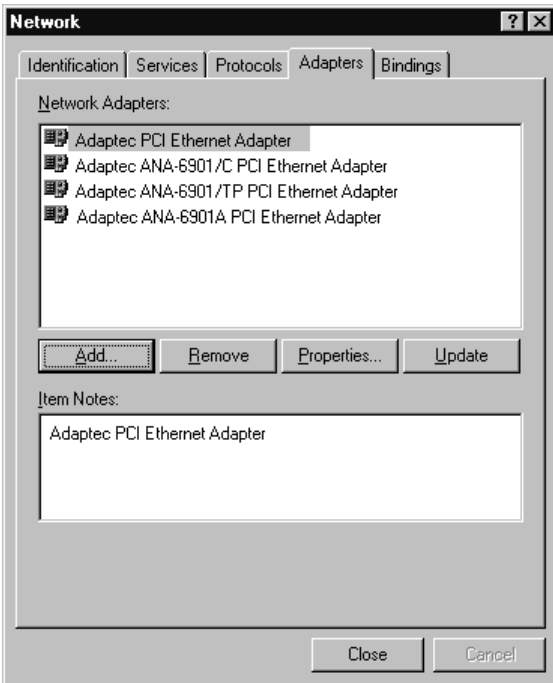 Network
Identification Services Protocols Adapters Bindings
Network Adapters:
Adaptec PCI Ethernet Adapter
Adaptec ANA-6901/C PCI Ethernet Adapter
Adaptec ANA-6901/TP PCI Ethernet Adapter
Adaptec ANA-6901A PCI Ethernet Adapter
Add... Remove Properties... Update
Item Notes:
Adaptec PCI Ethernet Adapter
Close Cancel